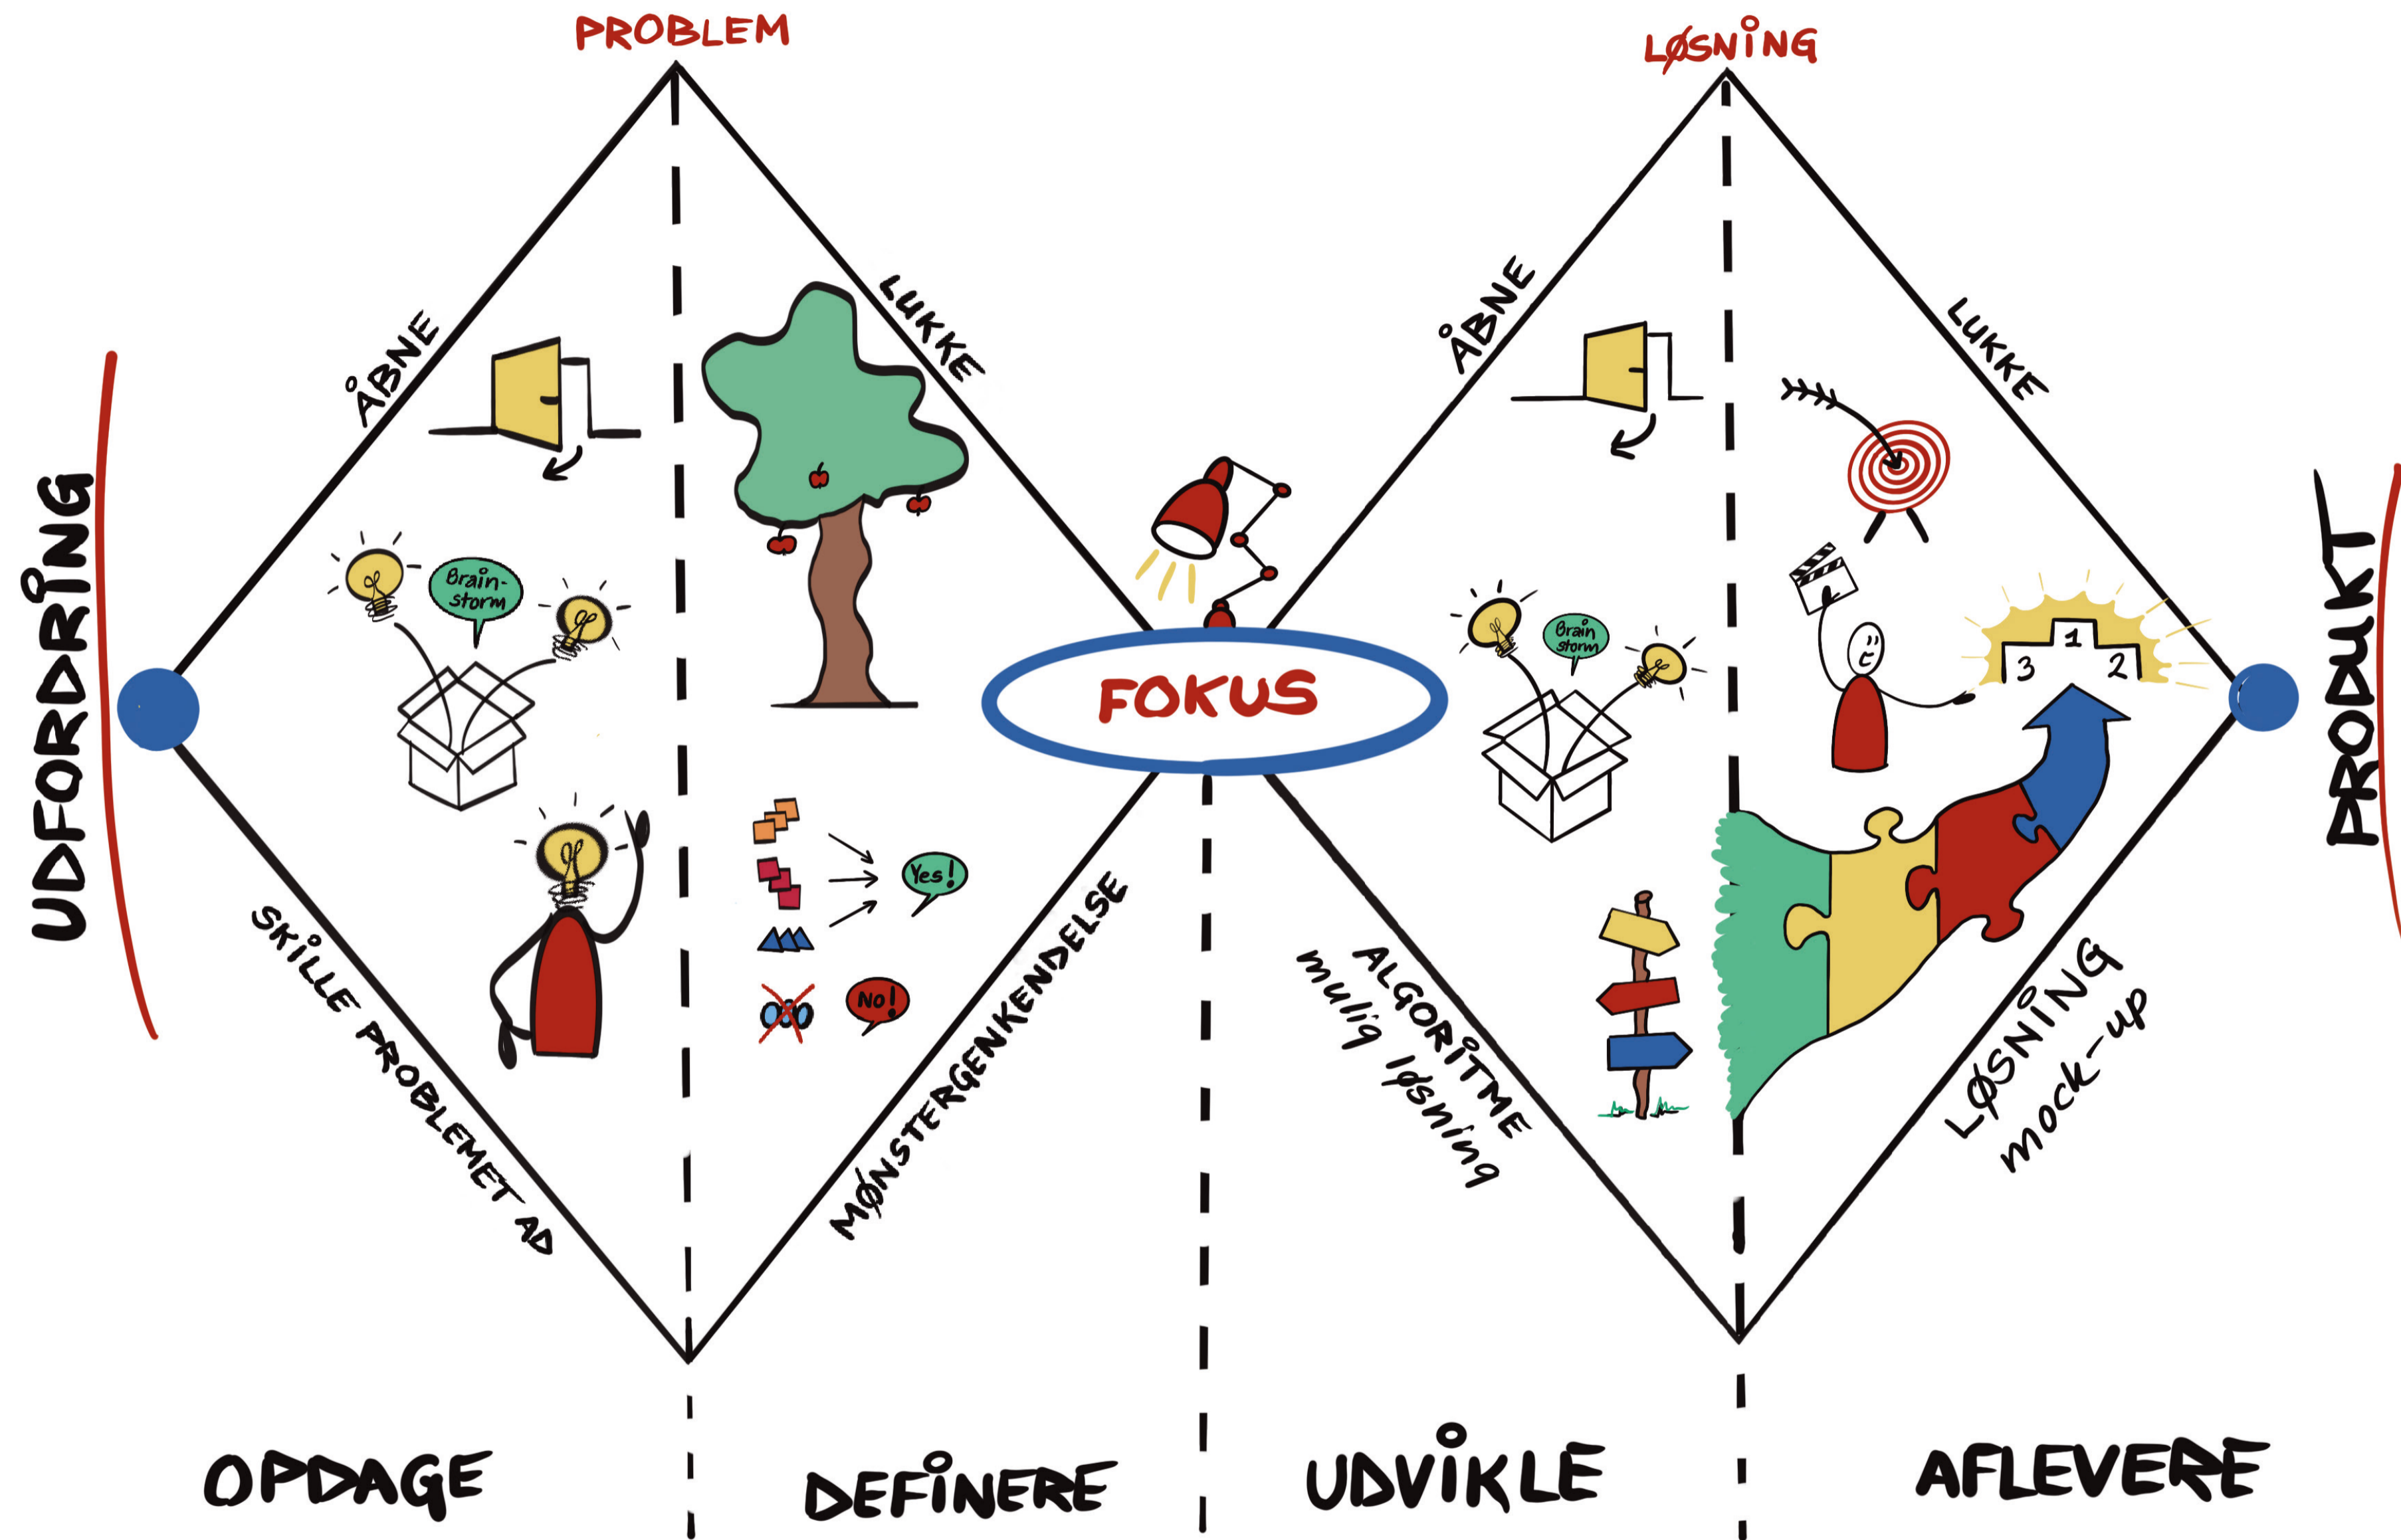 PROBLEM
LØSNING
UDFORDRING
ÅBNE
LUKKE
ÅBNE
LUKKE
PRODUKT
Brain-
storm
FOKUS
Brain
storm
1
3
2
Yes!
No!
SKILLE PROBLEMET AD
MØNSTERGENKENDELSE
ALGORITME
mulig løsning
LØSNING
mock-up
OPDAGE
DEFINERE
UDVIKLE
AFLEVERE